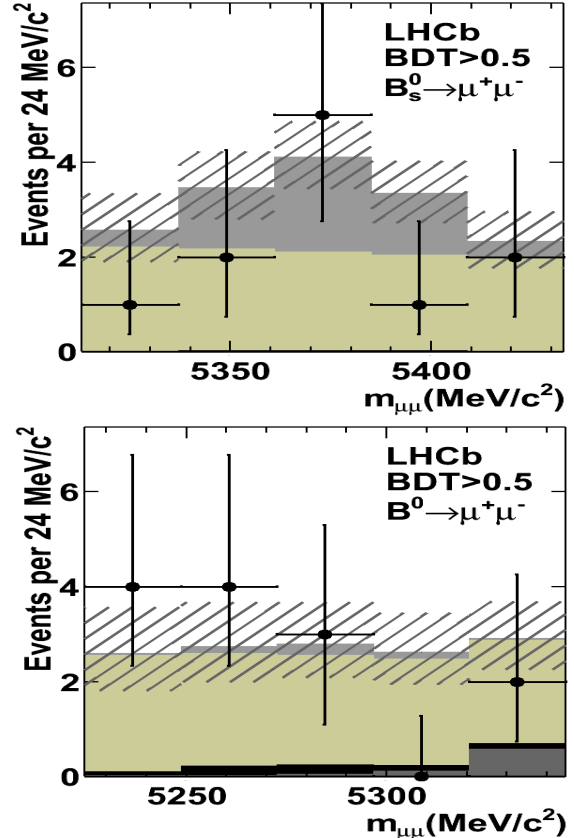 Events per 24 MeV/c²
LHCb
BDT>0.5
B⁰ₛ→μ⁺μ⁻
6
4
2
0
5350
5400
m_μμ(MeV/c²)
Events per 24 MeV/c²
LHCb
BDT>0.5
B⁰→μ⁺μ⁻
6
4
2
0
5250
5300
m_μμ(MeV/c²)